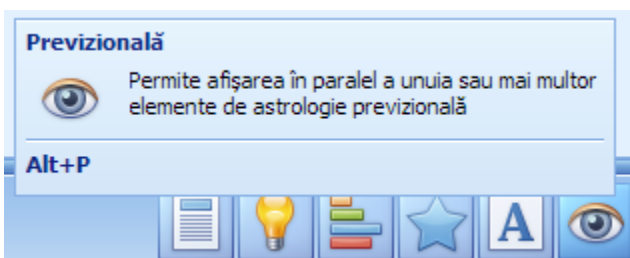 Previzională
Permite afişarea în paralel a unuia sau mai multor
elemente de astrologie previzională
Alt+P
A